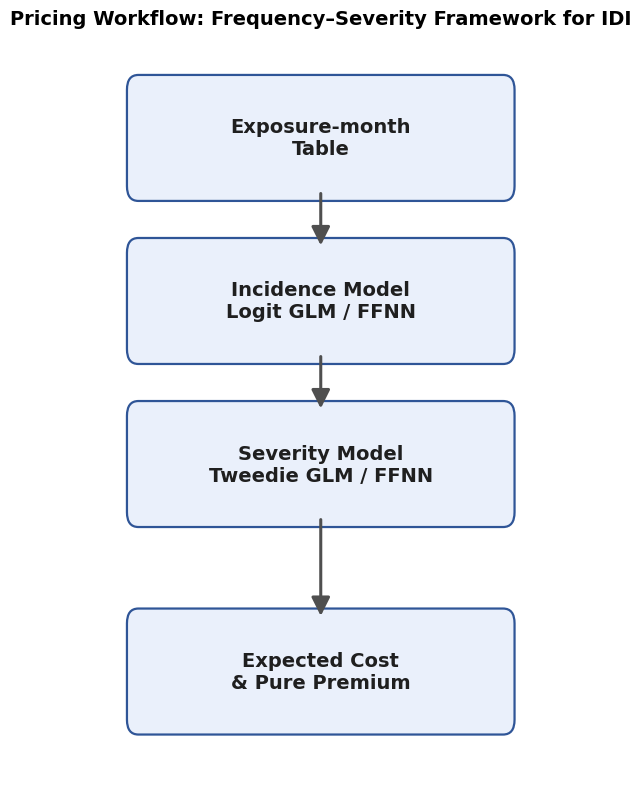 Pricing Workflow: Frequency–Severity Framework for IDI
Exposure-month
Table
Incidence Model
Logit GLM / FFNN
Severity Model
Tweedie GLM / FFNN
Expected Cost
& Pure Premium